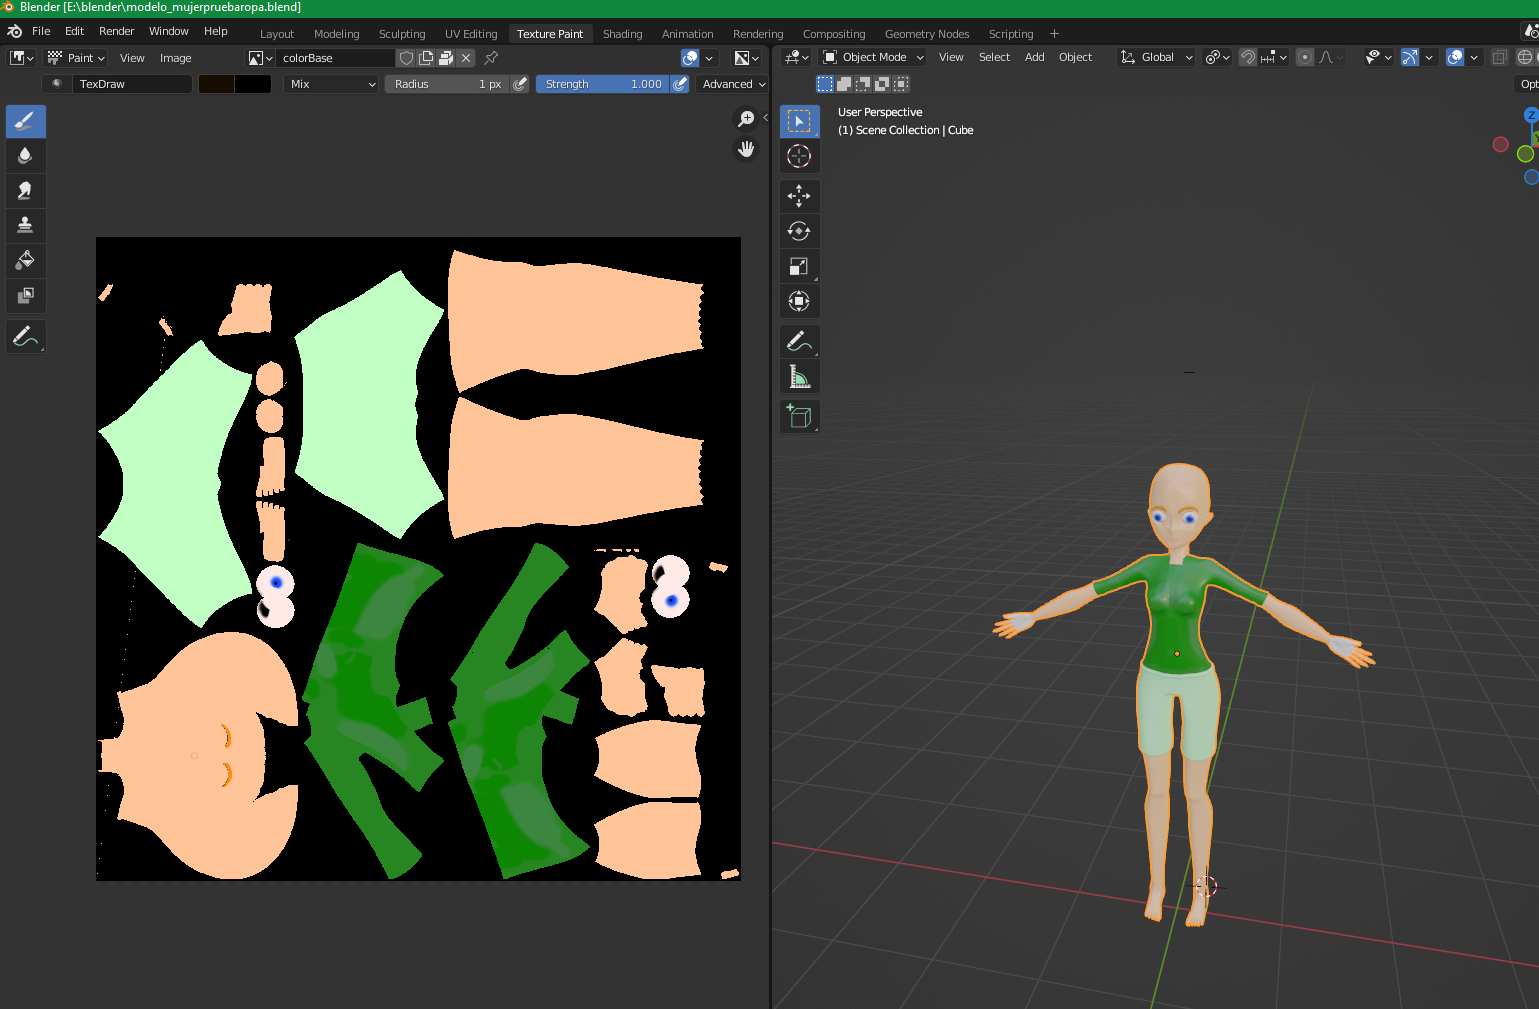 Blender [E:\blender\modelo_mujerpruebaropa.blend]
File Edit Render Window Help Layout Modeling Sculpting UV Editing Texture Paint Shading Animation Rendering Compositing Geometry Nodes Scripting +
Paint View Image colorBase Object Mode View Select Add Object Global
TexDraw Mix Radius 1 px Strength 1.000 Advanced Opt
User Perspective
(1) Scene Collection | Cube
Z